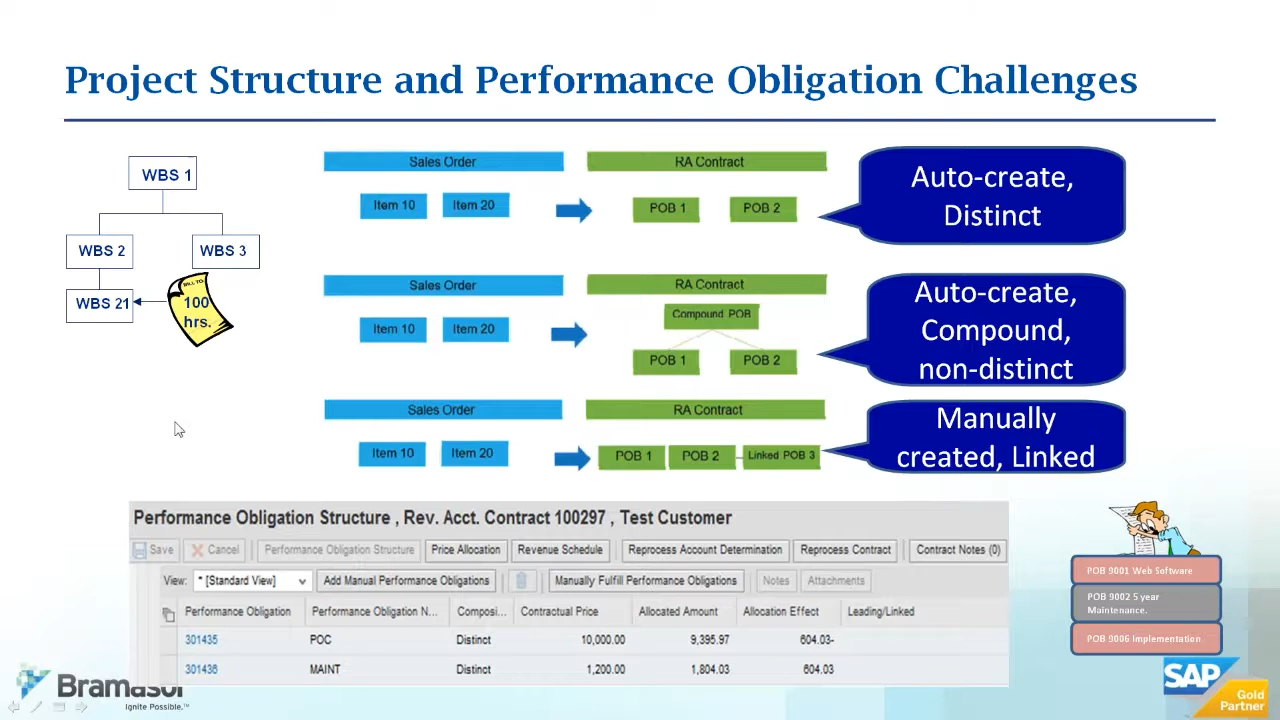 Project Structure and Performance Obligation Challenges
WBS 1
WBS 2
WBS 3
WBS 21
BILL TO:
100
hrs.
Sales Order
RA Contract
Item 10
Item 20
POB 1
POB 2
Auto-create,
Distinct
Sales Order
RA Contract
Compound POB
Item 10
Item 20
POB 1
POB 2
Auto-create,
Compound,
non-distinct
Sales Order
RA Contract
Item 10
Item 20
POB 1
POB 2
Linked POB 3
Manually
created, Linked
Performance Obligation Structure , Rev. Acct. Contract 100297 , Test Customer
Save Cancel Performance Obligation Structure Price Allocation Revenue Schedule Reprocess Account Determination Reprocess Contract Contract Notes (0)
View: * [Standard View] Add Manual Performance Obligations Manually Fulfill Performance Obligations Notes Attachments
Performance Obligation Performance Obligation N... Composi... Contractual Price Allocated Amount Allocation Effect Leading/Linked
301435 POC Distinct 10,000.00 9,395.97 604.03-
301436 MAINT Distinct 1,200.00 1,804.03 604.03
POB 9001 Web Software
POB 9002 5 year
Maintenance.
POB 9006 Implementation
Bramasol
Ignite Possible.™
SAP
Gold
Partner